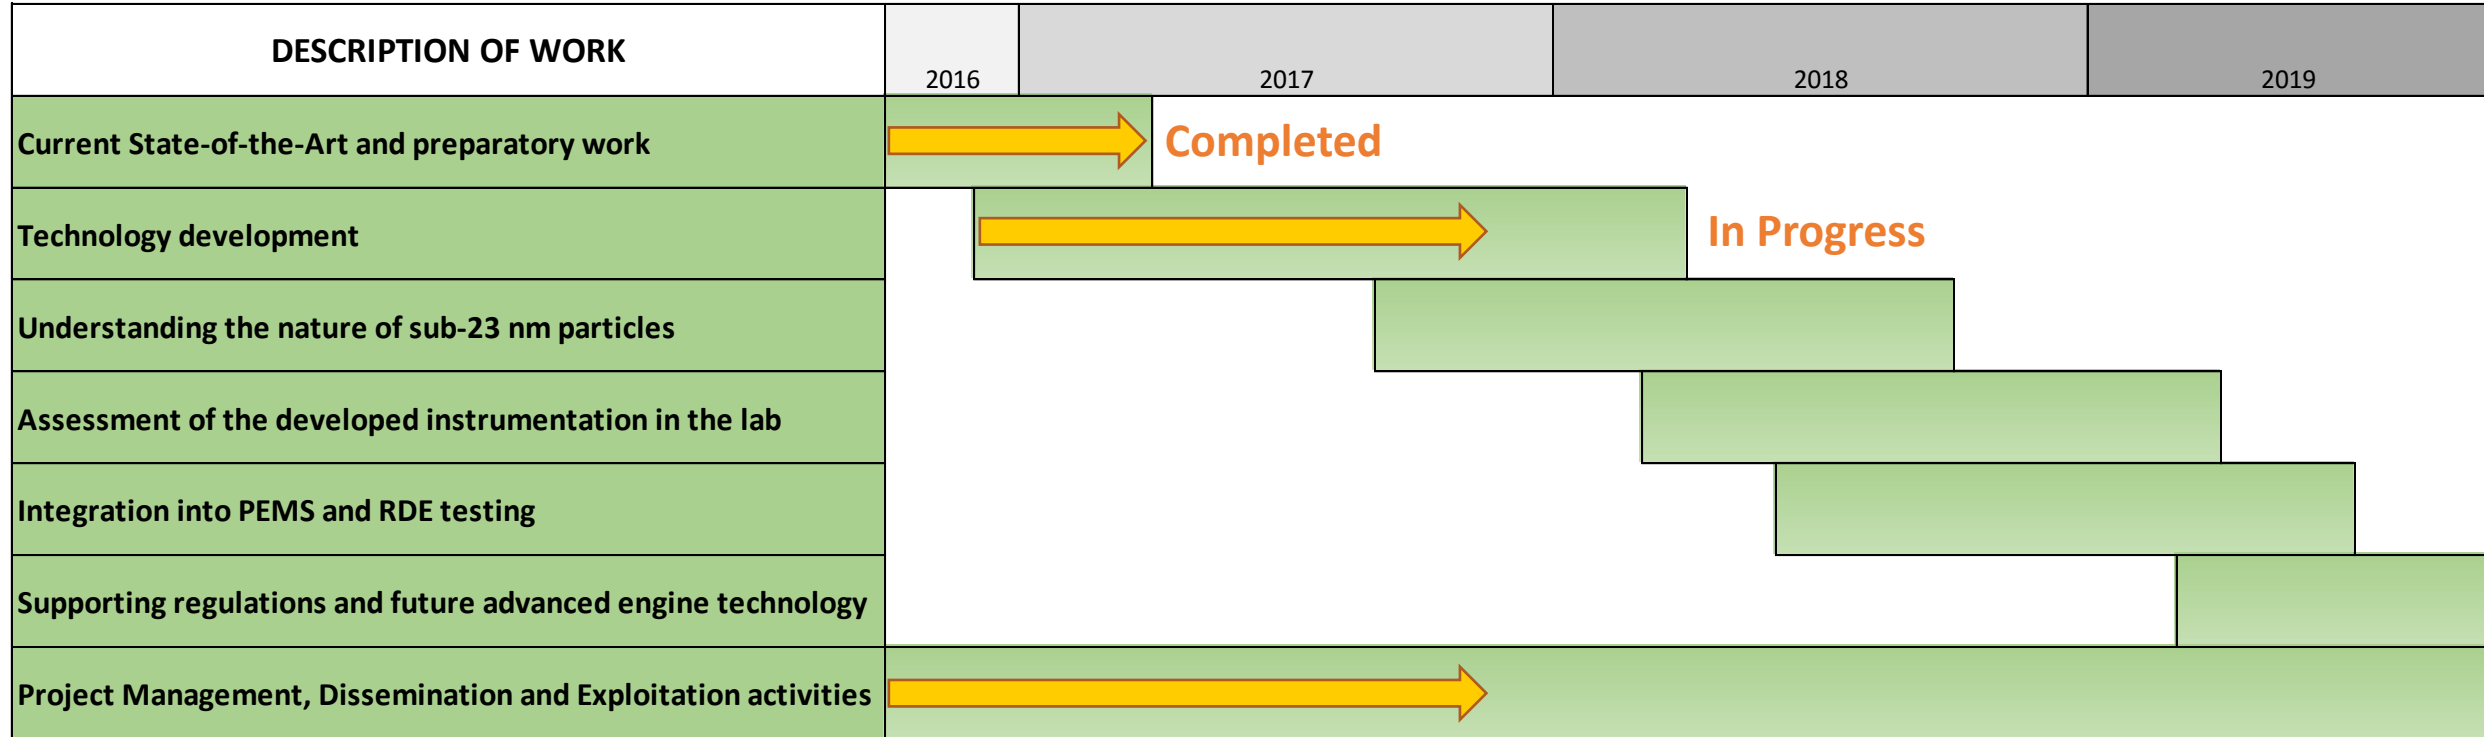 DESCRIPTION OF WORK
2016 2017 2018 2019
Current State-of-the-Art and preparatory work
Completed
Technology development
In Progress
Understanding the nature of sub-23 nm particles
Assessment of the developed instrumentation in the lab
Integration into PEMS and RDE testing
Supporting regulations and future advanced engine technology
Project Management, Dissemination and Exploitation activities